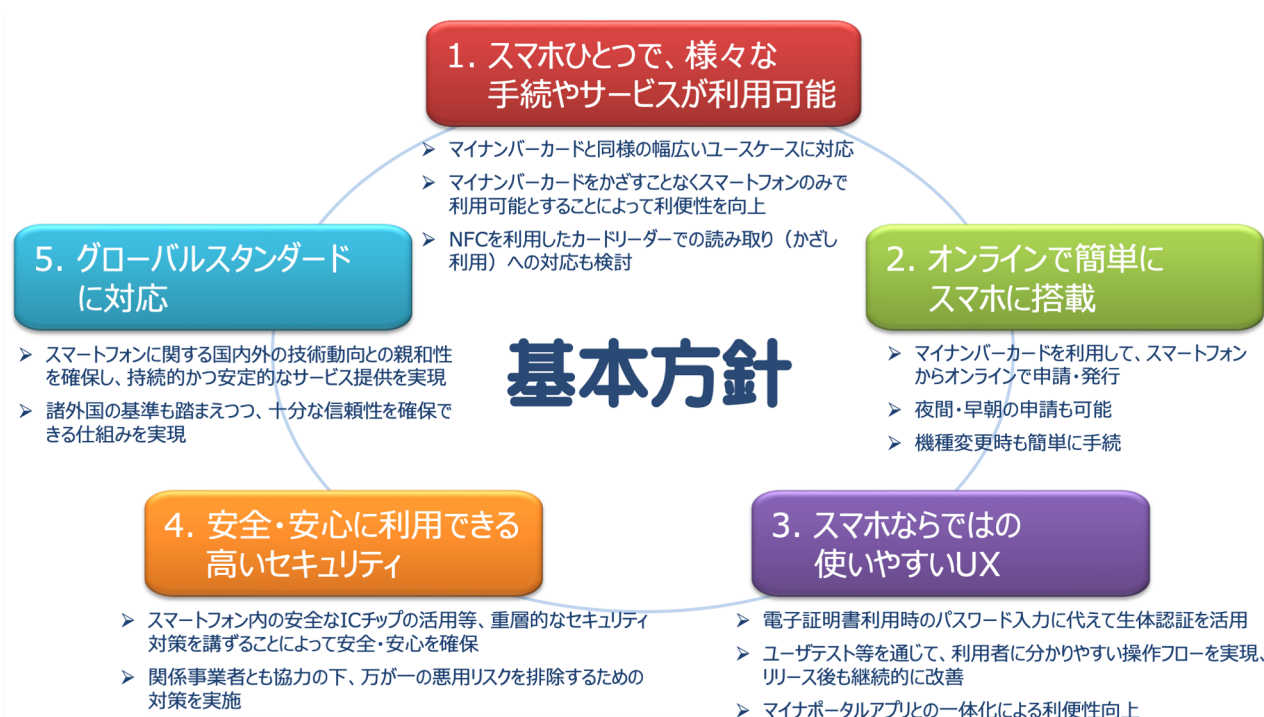 1. スマホひとつで、様々な
手続やサービスが利用可能
➢ マイナンバーカードと同様の幅広いユースケースに対応
➢ マイナンバーカードをかざすことなくスマートフォンのみで
利用可能とすることによって利便性を向上
➢ NFCを利用したカードリーダーでの読み取り（かざし
利用）への対応も検討
2. オンラインで簡単に
スマホに搭載
➢ マイナンバーカードを利用して、スマートフォン
からオンラインで申請・発行
➢ 夜間・早朝の申請も可能
➢ 機種変更時も簡単に手続
基本方針
3. スマホならではの
使いやすいUX
➢ 電子証明書利用時のパスワード入力に代えて生体認証を活用
➢ ユーザテスト等を通じて、利用者に分かりやすい操作フローを実現、
リリース後も継続的に改善
➢ マイナポータルアプリとの一体化による利便性向上
4. 安全・安心に利用できる
高いセキュリティ
➢ スマートフォン内の安全なICチップの活用等、重層的なセキュリティ
対策を講ずることによって安全・安心を確保
➢ 関係事業者とも協力の下、万が一の悪用リスクを排除するための
対策を実施
5. グローバルスタンダード
に対応
➢ スマートフォンに関する国内外の技術動向との親和性
を確保し、持続的かつ安定的なサービス提供を実現
➢ 諸外国の基準も踏まえつつ、十分な信頼性を確保で
きる仕組みを実現